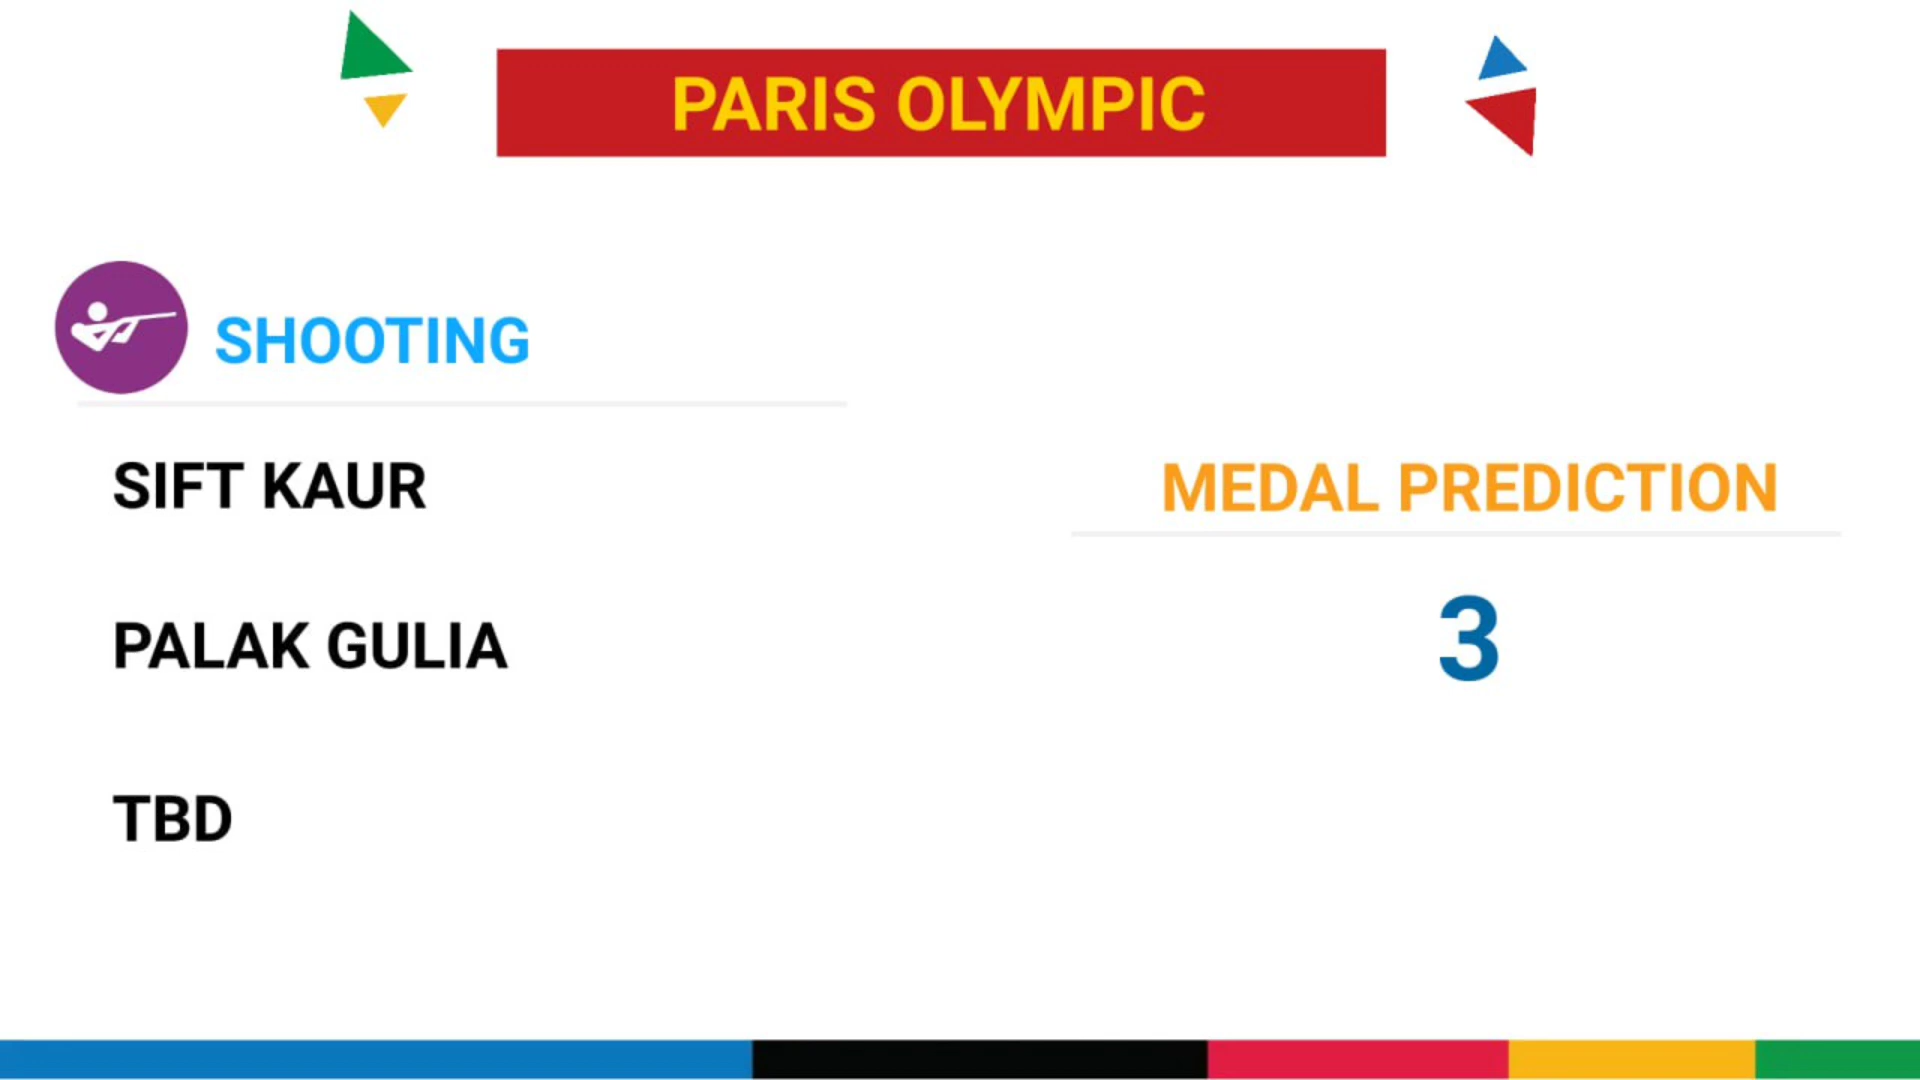 PARIS OLYMPIC
SHOOTING
SIFT KAUR
PALAK GULIA
TBD
MEDAL PREDICTION
3